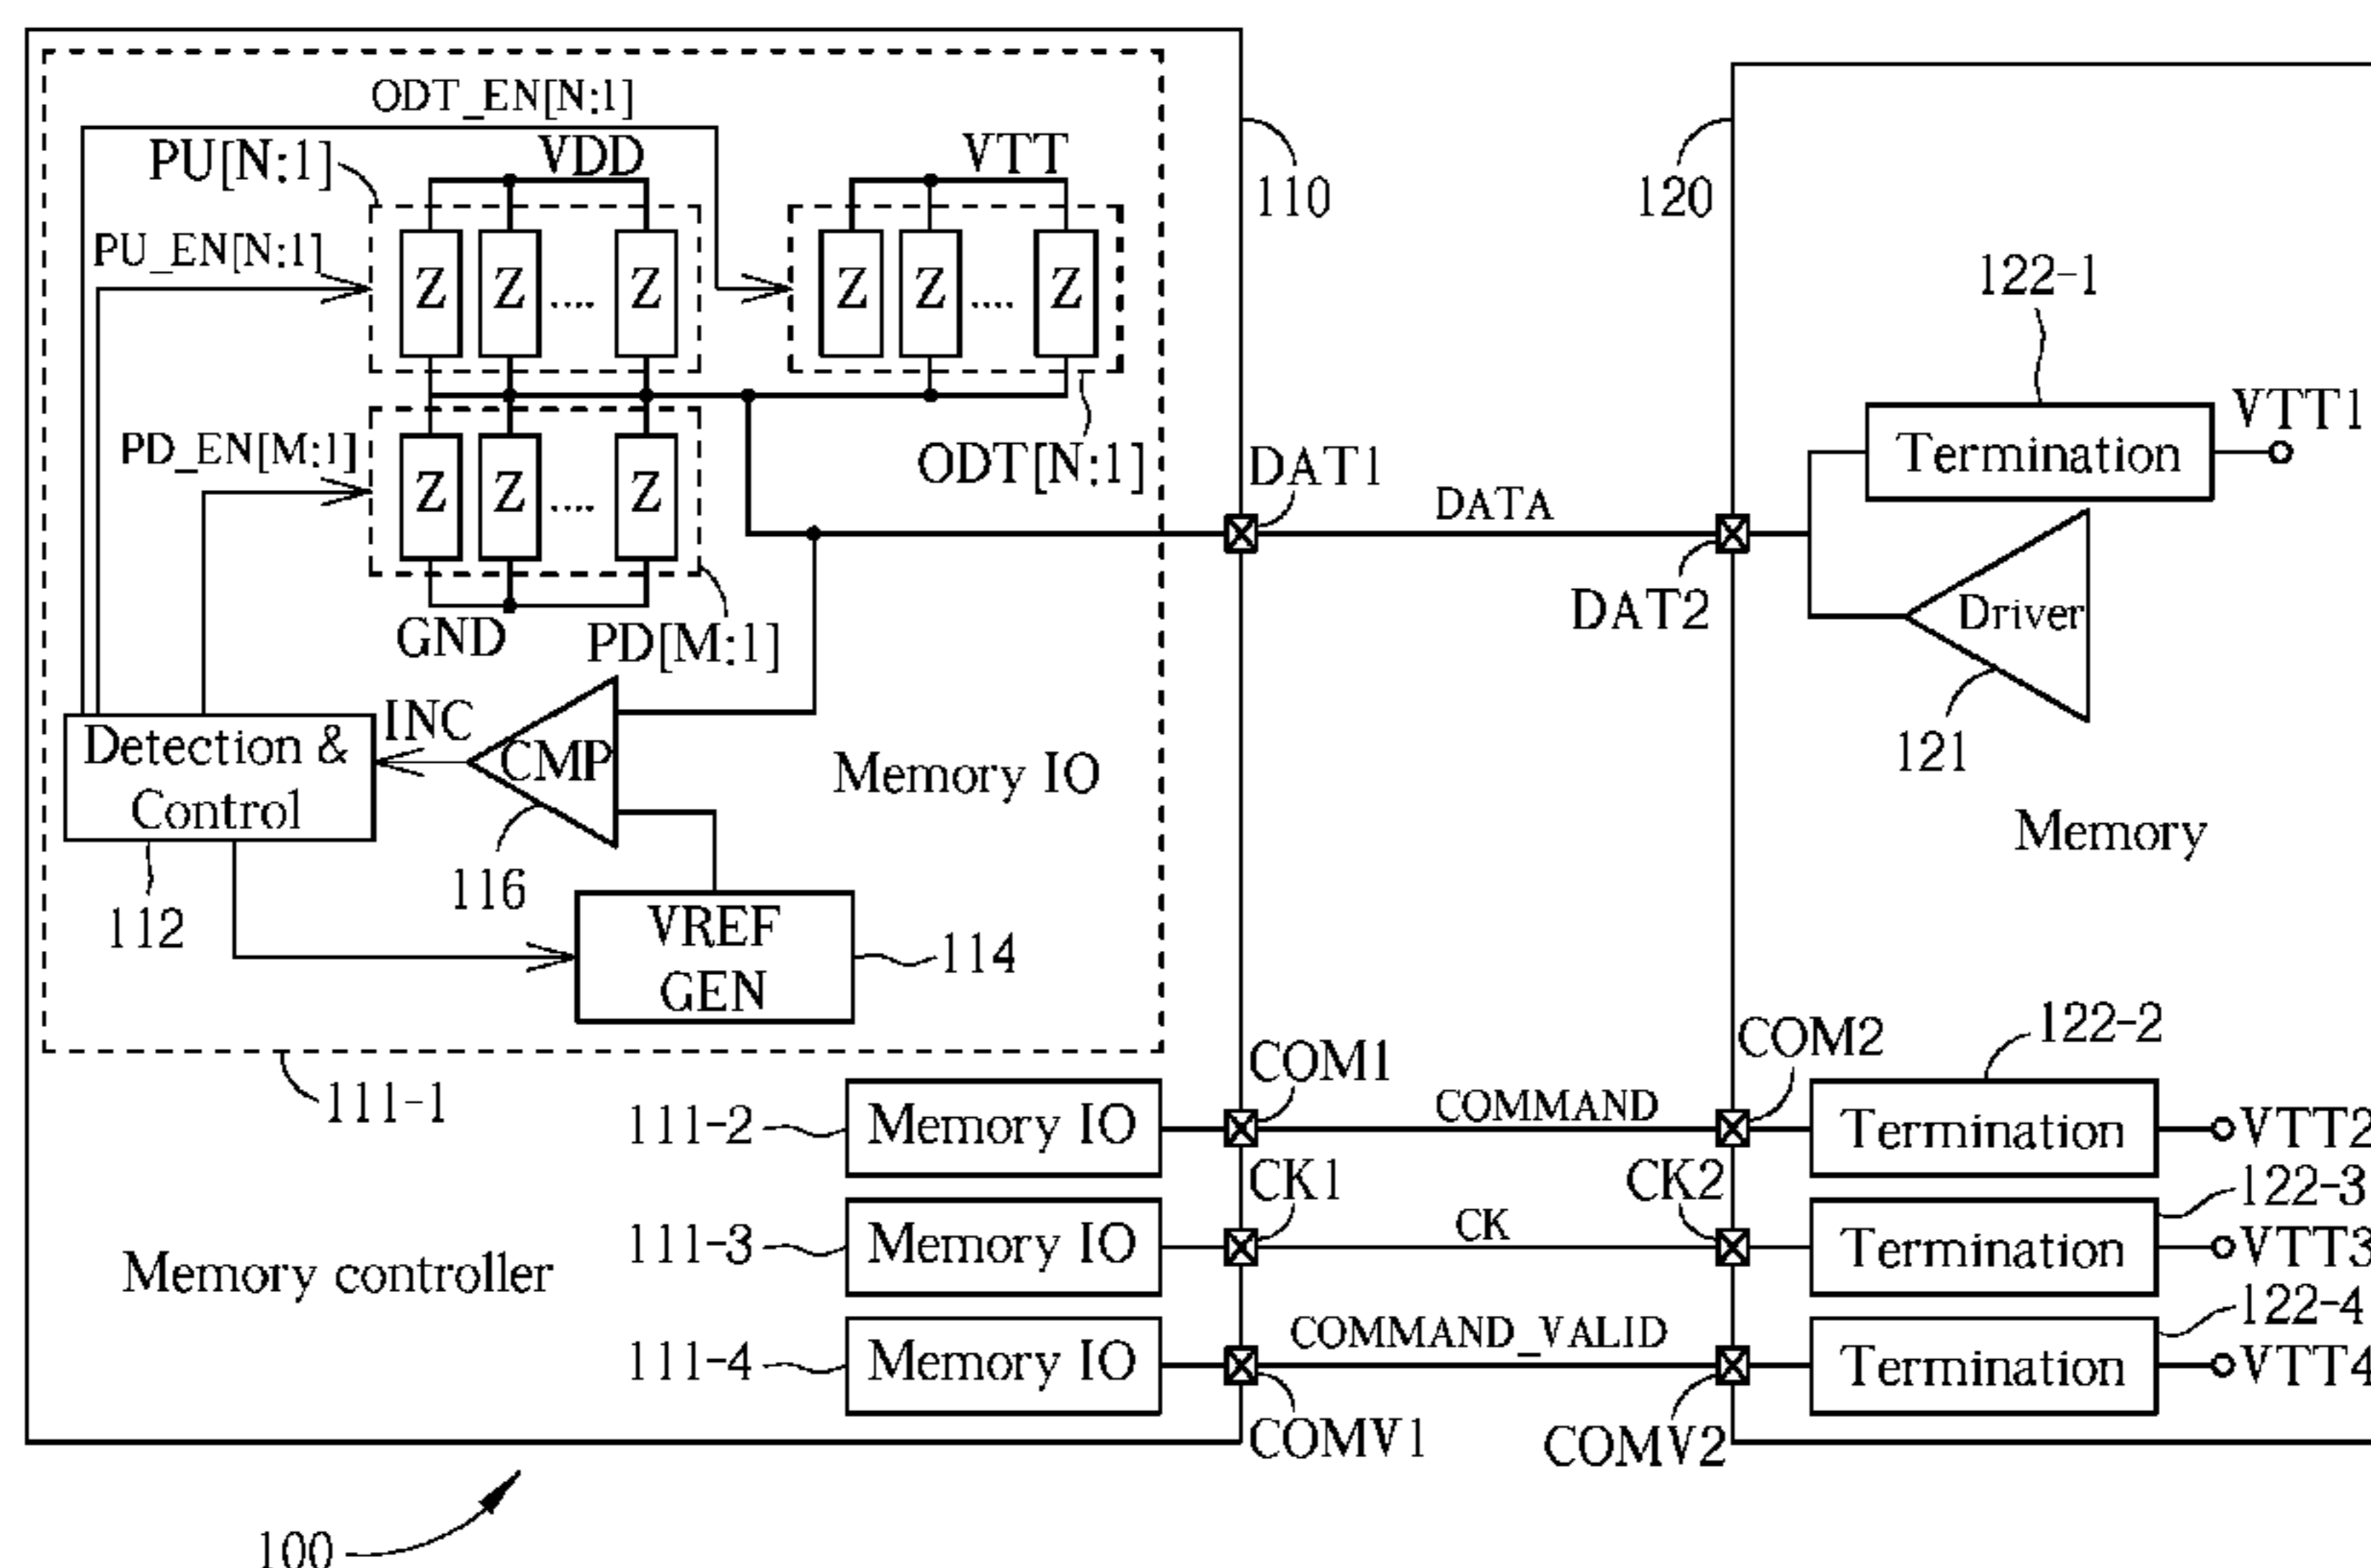 ODT_EN[N:1]
PU[N:1]
VDD
VTT
PU_EN[N:1]
Z
Z
....
Z
Z
Z
....
Z
110
120
122-1
PD_EN[M:1]
Z
Z
....
Z
ODT[N:1]
DAT1
DATA
DAT2
Termination
VTT1
Driver
121
GND
PD[M:1]
INC
Detection &
Control
CMP
Memory IO
Memory
116
112
VREF
GEN
114
111-1
COM1
COM2
122-2
111-2
Memory IO
COMMAND
Termination
VTT2
CK1
CK2
122-3
111-3
Memory IO
CK
Termination
VTT3
Memory controller
122-4
111-4
Memory IO
COMMAND_VALID
Termination
VTT4
COMV1
COMV2
100